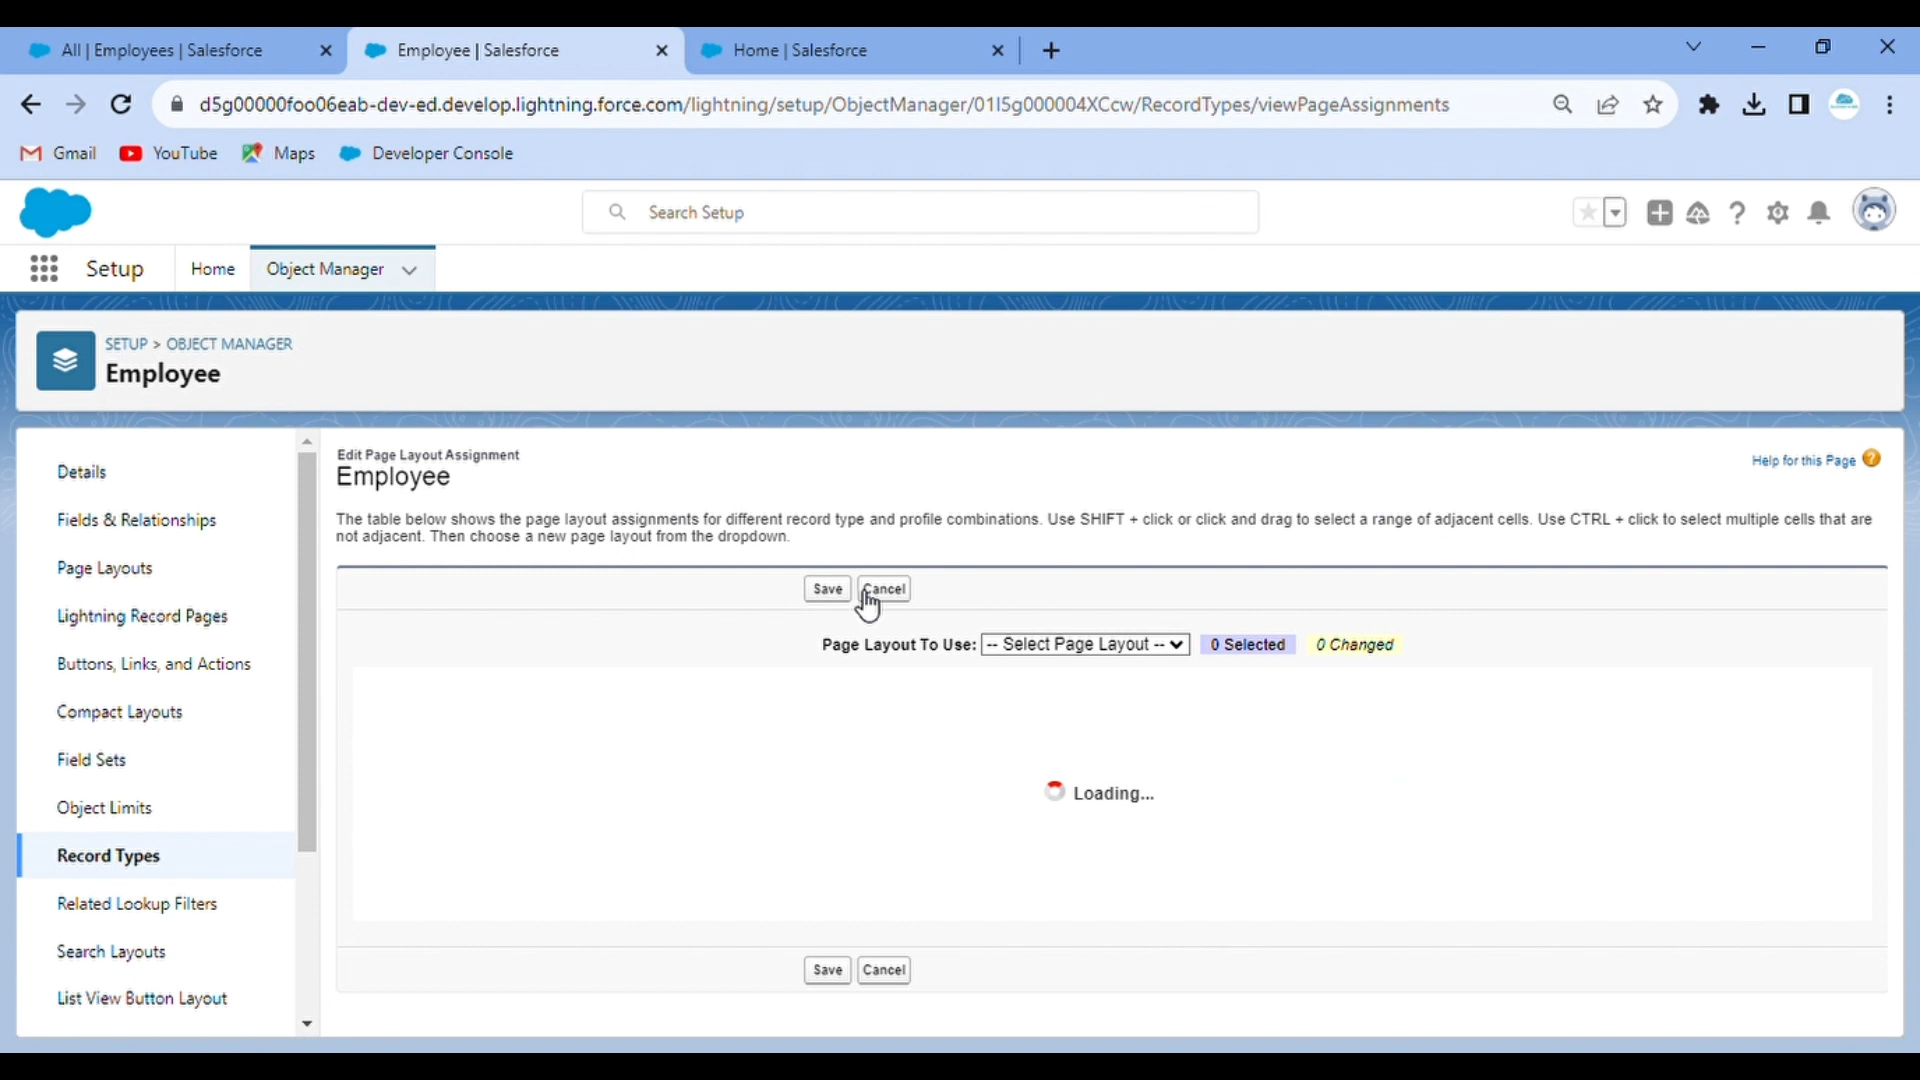 All | Employees | Salesforce
Employee | Salesforce
Home | Salesforce
d5g00000foo06eab-dev-ed.develop.lightning.force.com/lightning/setup/ObjectManager/01I5g000004XCcw/RecordTypes/viewPageAssignments
Gmail
YouTube
Maps
Developer Console
Search Setup
Setup
Home
Object Manager
SETUP > OBJECT MANAGER
Employee
Details
Fields & Relationships
Page Layouts
Lightning Record Pages
Buttons, Links, and Actions
Compact Layouts
Field Sets
Object Limits
Record Types
Related Lookup Filters
Search Layouts
List View Button Layout
Edit Page Layout Assignment
Employee
Help for this Page
The table below shows the page layout assignments for different record type and profile combinations. Use SHIFT + click or click and drag to select a range of adjacent cells. Use CTRL + click to select multiple cells that are
not adjacent. Then choose a new page layout from the dropdown.
Save Cancel
Page Layout To Use: -- Select Page Layout -- 0 Selected 0 Changed
Loading...
Save Cancel